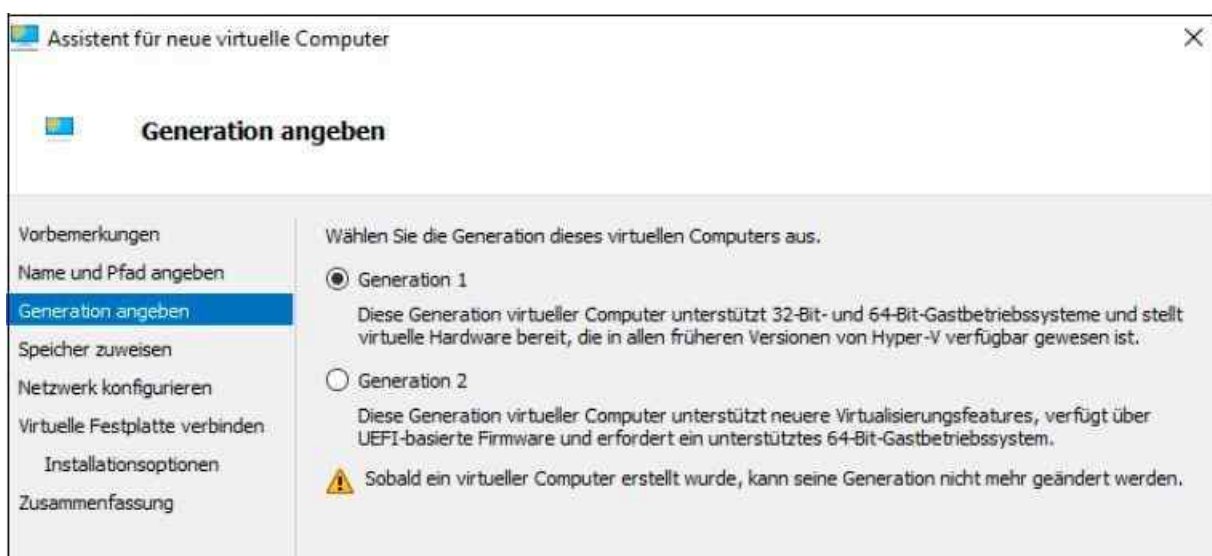 Assistent für neue virtuelle Computer
Generation angeben
Vorbemerkungen
Name und Pfad angeben
Generation angeben
Speicher zuweisen
Netzwerk konfigurieren
Virtuelle Festplatte verbinden
Installationsoptionen
Zusammenfassung
Wählen Sie die Generation dieses virtuellen Computers aus.
Generation 1
Diese Generation virtueller Computer unterstützt 32-Bit- und 64-Bit-Gastbetriebssysteme und stellt
virtuelle Hardware bereit, die in allen früheren Versionen von Hyper-V verfügbar gewesen ist.
Generation 2
Diese Generation virtueller Computer unterstützt neuere Virtualisierungsfeatures, verfügt über
UEFI-basierte Firmware und erfordert ein unterstütztes 64-Bit-Gastbetriebssystem.
Sobald ein virtueller Computer erstellt wurde, kann seine Generation nicht mehr geändert werden.